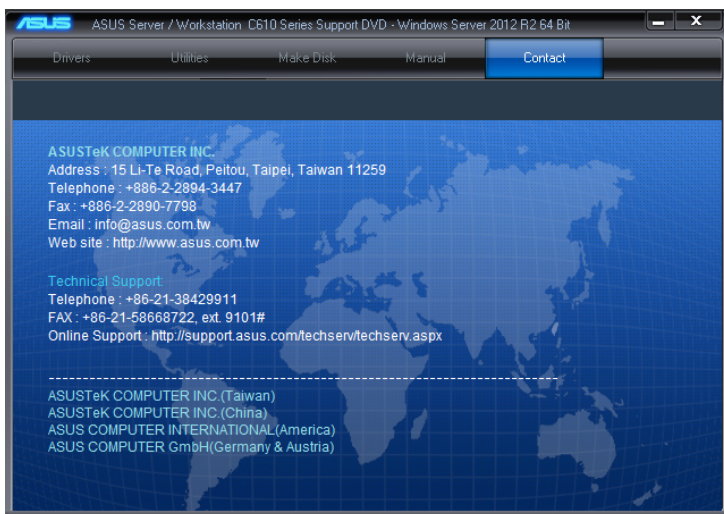 ASUS ASUS Server / Workstation C610 Series Support DVD - Windows Server 2012 R2 64 Bit
Drivers Utilities Make Disk Manual Contact
ASUSTeK COMPUTER INC.
Address : 15 Li-Te Road, Peitou, Taipei, Taiwan 11259
Telephone : +886-2-2894-3447
Fax : +886-2-2890-7798
Email : info@asus.com.tw
Web site : http://www.asus.com.tw
Technical Support
Telephone : +86-21-38429911
FAX : +86-21-58668722, ext. 9101#
Online Support : http://support.asus.com/techserv/techserv.aspx
ASUSTeK COMPUTER INC.(Taiwan)
ASUSTeK COMPUTER INC.(China)
ASUS COMPUTER INTERNATIONAL(America)
ASUS COMPUTER GmbH(Germany & Austria)